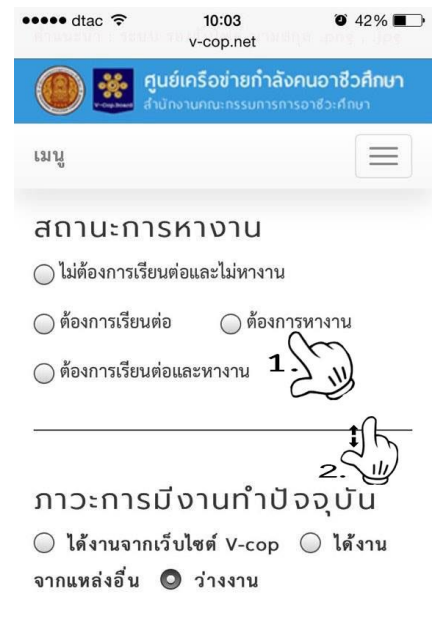 dtac 10:03 42%
v-cop.net
ศูนย์เครือข่ายกำลังคนอาชีวศึกษา
V-Cop.Board สำนักงานคณะกรรมการการอาชีวะศึกษา
เมนู
สถานะการหางาน
ไม่ต้องการเรียนต่อและไม่หางาน
ต้องการเรียนต่อ ต้องการหางาน
ต้องการเรียนต่อและหางาน 1.
2.
ภาวะการมีงานทำปัจจุบัน
ได้งานจากเว็บไซต์ V-cop ได้งาน
จากแหล่งอื่น ว่างงาน